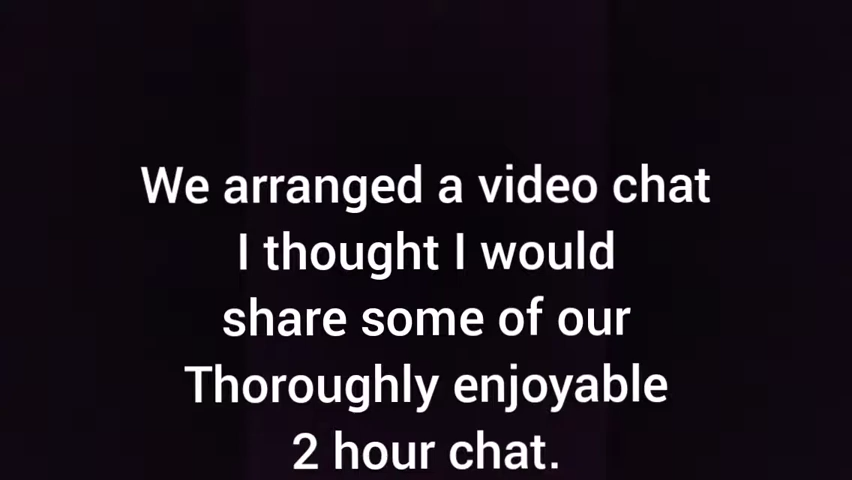 We arranged a video chat
I thought I would
share some of our
Thoroughly enjoyable
2 hour chat.